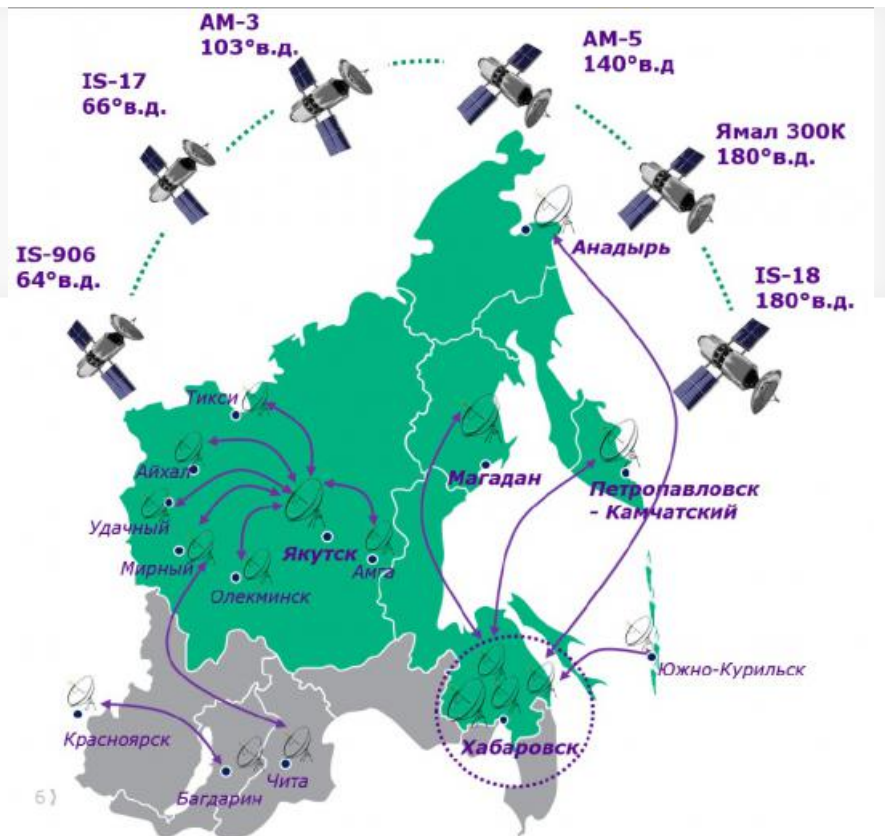 АМ-3
103°в.д.
АМ-5
140°в.д
IS-17
66°в.д.
Ямал 300К
180°в.д.
IS-906
64°в.д.
Анадырь
IS-18
180°в.д.
Тикси
Айхал
Магадан
Петропавловск
- Камчатский
Удачный
Якутск
Мирный
Амга
Олекминск
Южно-Курильск
Красноярск
Хабаровск
Чита
Багдарин
б)